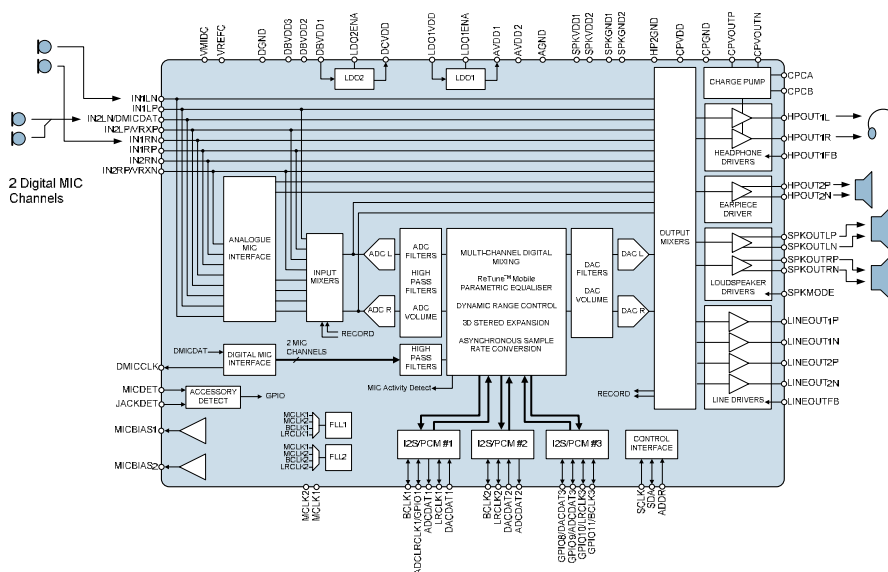 VMIDC
VREFC
DGND
DBVDD3
DBVDD2
DBVDD1
LDO2ENA
DCVDD
LDO1VDD
LDO1ENA
AVDD1
AVDD2
AGND
SPKVDD1
SPKVDD2
SPKGND1
SPKGND2
HP2GND
CPVDD
CPGND
CPVOUTP
CPVOUTN
LDO2
LDO1
CHARGE PUMP
CPCA
CPCB
IN1LN
IN1LP
IN2LN/DMICDAT
IN2LP/VRXP
IN1RN
IN1RP
IN2RN
IN2RP/VRXN
2 Digital MIC
Channels
HPOUT1L
HPOUT1R
HEADPHONE
DRIVERS
HPOUT1FB
EARPIECE
DRIVER
HPOUT2P
HPOUT2N
ANALOGUE MIC
INTERFACE
INPUT
MIXERS
RECORD
ADC L
ADC R
ADC
FILTERS
HIGH
PASS
FILTERS
ADC
VOLUME
MULTI-CHANNEL DIGITAL
MIXING
ReTune™ Mobile
PARAMETRIC EQUALISER
DYNAMIC RANGE CONTROL
3D STEREO EXPANSION
ASYNCHRONOUS SAMPLE
RATE CONVERSION
DAC
FILTERS
DAC
VOLUME
DAC L
DAC R
OUTPUT
MIXERS
SPKOUTLP
SPKOUTLN
SPKOUTRP
SPKOUTRN
LOUDSPEAKER
DRIVERS
SPKMODE
LINEOUT1P
LINEOUT1N
LINEOUT2P
LINEOUT2N
LINE DRIVERS
LINEOUTFB
RECORD
DMICDAT
DIGITAL MIC
INTERFACE
2 MIC
CHANNELS
HIGH
PASS
FILTERS
MIC Activity Detect
DMICCLK
MICDET
JACKDET
ACCESSORY
DETECT
GPIO
MICBIAS1
MICBIAS2
MCLK1
MCLK2
BCLK1
LRCLK1
FLL1
MCLK1
MCLK2
BCLK2
LRCLK2
FLL2
I2S/PCM #1
I2S/PCM #2
I2S/PCM #3
CONTROL
INTERFACE
MCLK2
MCLK1
BCLK1
ADCLRCLK1/GPIO1
ADCDAT1
LRCLK1
DACDAT1
BCLK2
LRCLK2
DACDAT2
ADCDAT2
GPIO8/DACDAT3
GPIO9/ADCDAT3
GPIO10/LRCLK3
GPIO11/BCLK3
SCLK
SDA
ADDR